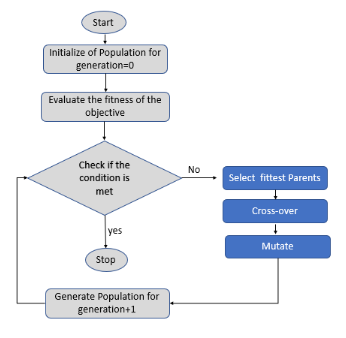 Start
Initialize of Population for
generation=0
Evaluate the fitness of the
objective
Check if the
condition is
met
No
Select fittest Parents
Cross-over
Mutate
yes
Stop
Generate Population for
generation+1